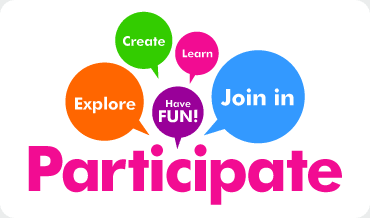 Create
Learn
Explore
Have
FUN!
Join in
Participate